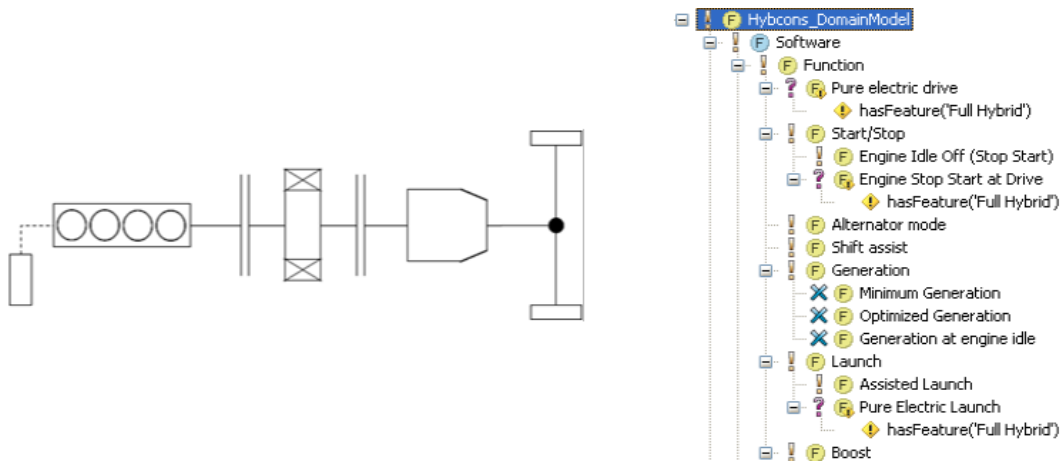 Hybcons_DomainModel
Software
Function
Pure electric drive
hasFeature('Full Hybrid')
Start/Stop
Engine Idle Off (Stop Start)
Engine Stop Start at Drive
hasFeature('Full Hybrid')
Alternator mode
Shift assist
Generation
Minimum Generation
Optimized Generation
Generation at engine idle
Launch
Assisted Launch
Pure Electric Launch
hasFeature('Full Hybrid')
Boost